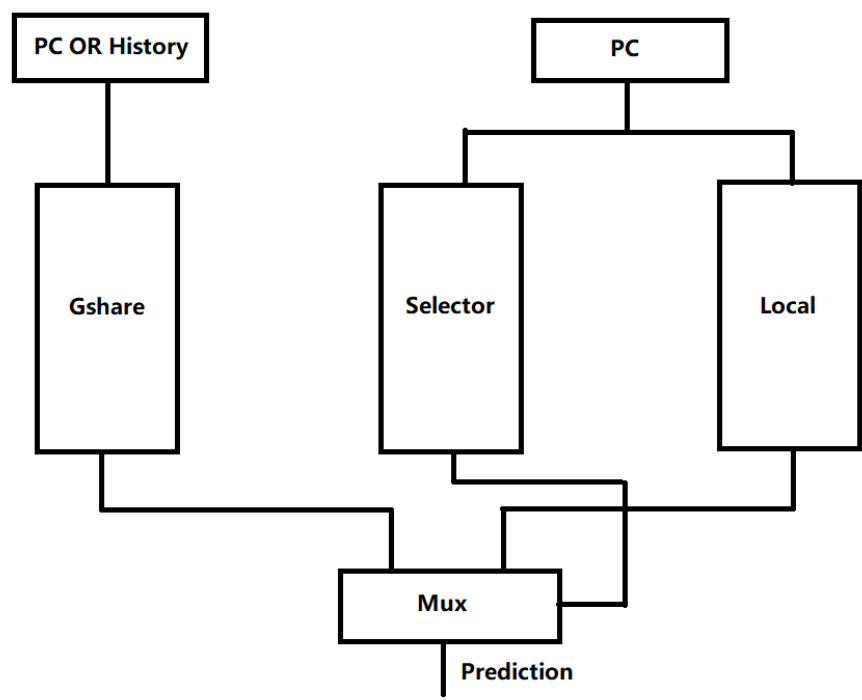 PC OR History
PC
Gshare
Selector
Local
Mux
Prediction